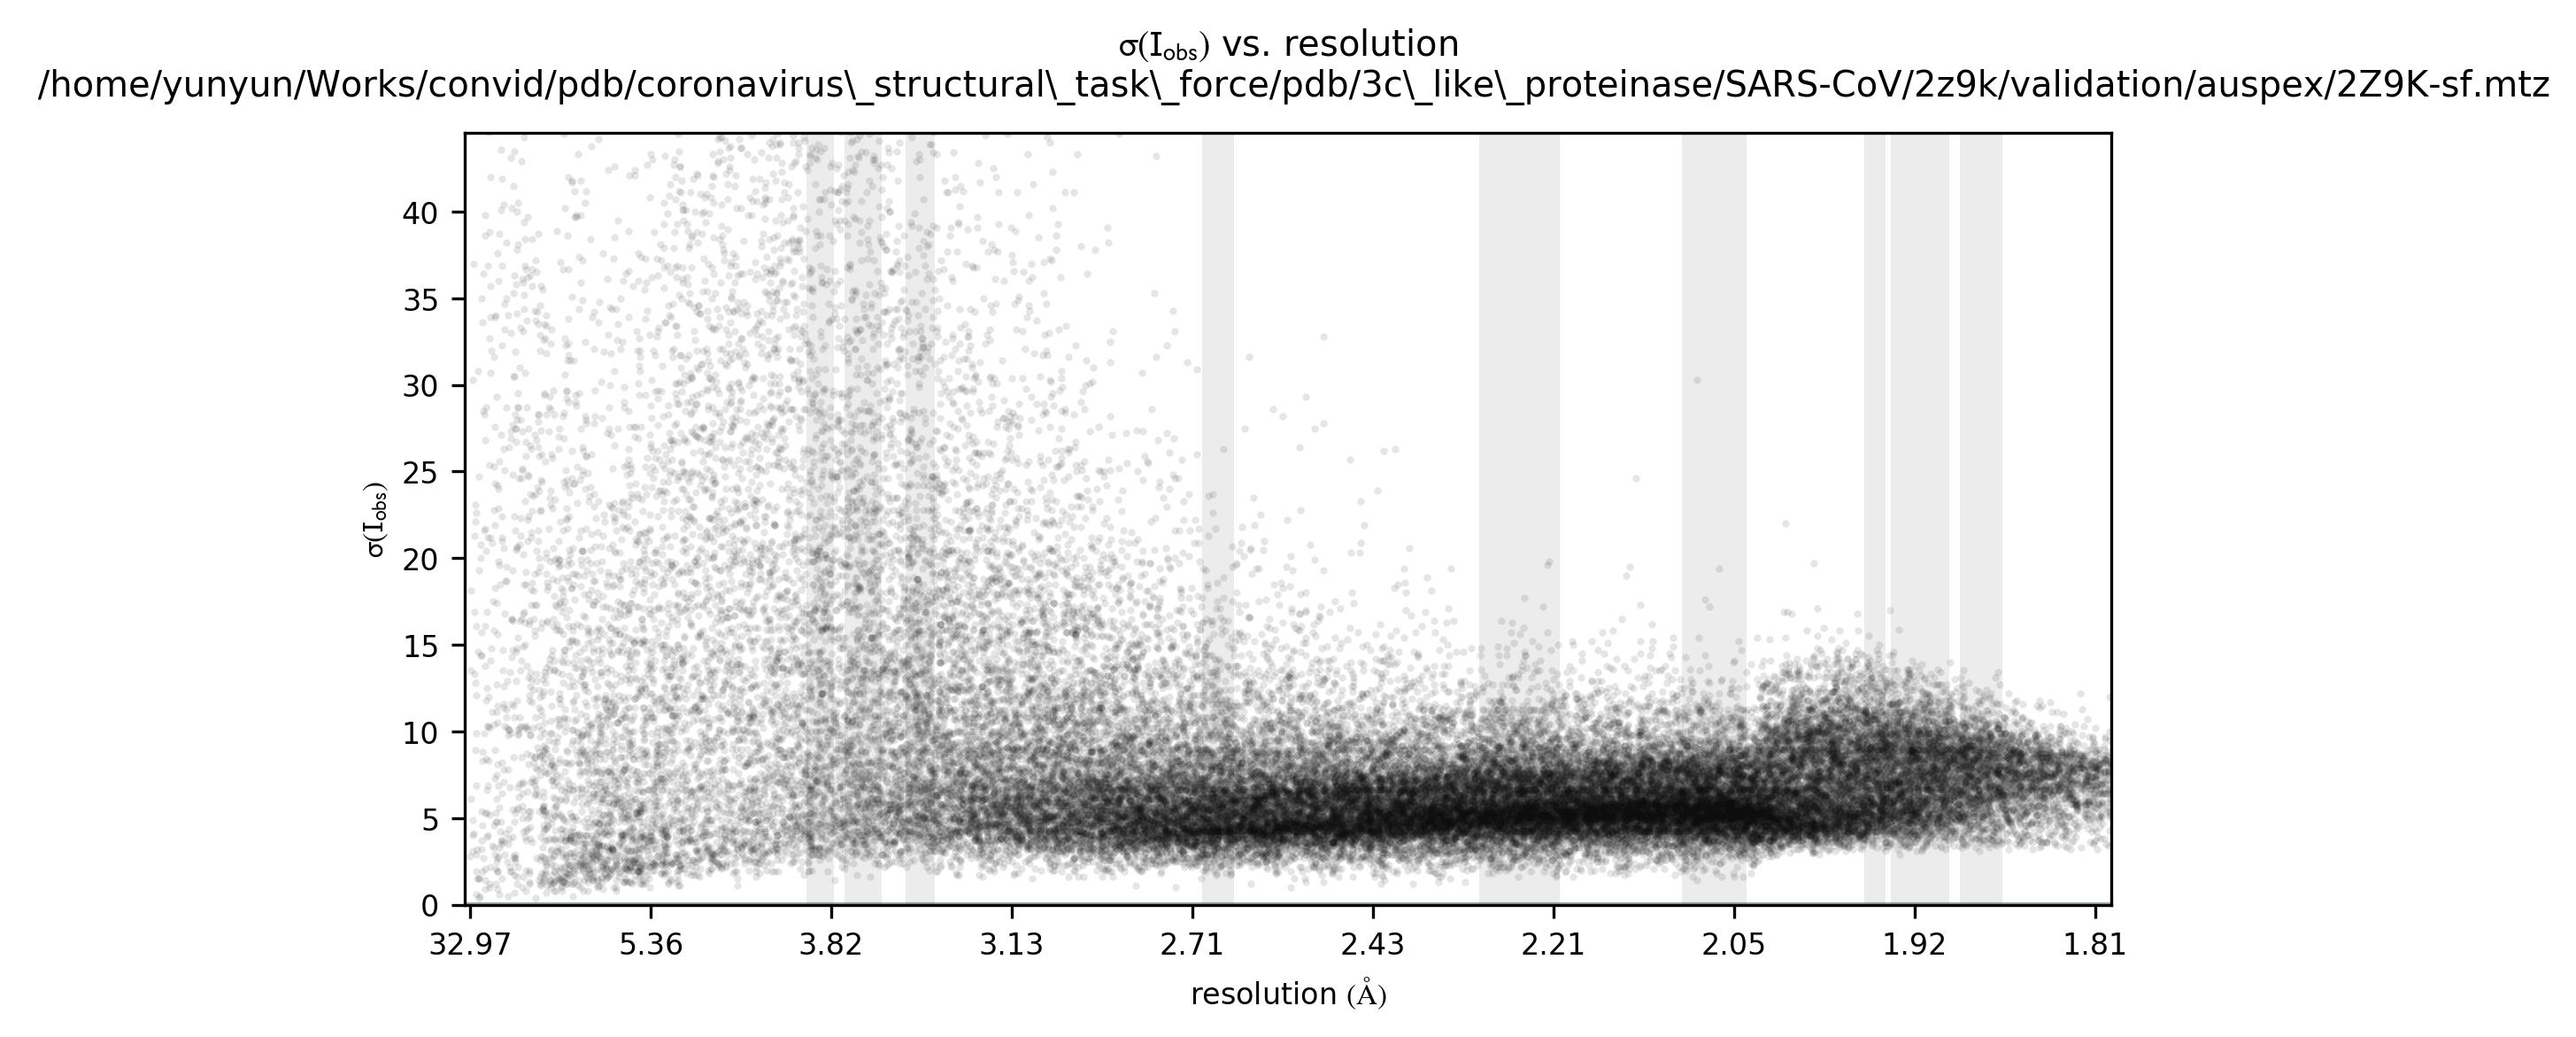 σ(I_obs) vs. resolution
/home/yunyun/Works/convid/pdb/coronavirus\_structural\_task\_force/pdb/3c\_like\_proteinase/SARS-CoV/2z9k/validation/auspex/2Z9K-sf.mtz
σ(I_obs)
40
35
30
25
20
15
10
5
0
32.97 5.36 3.82 3.13 2.71 2.43 2.21 2.05 1.92 1.81
resolution (Å)